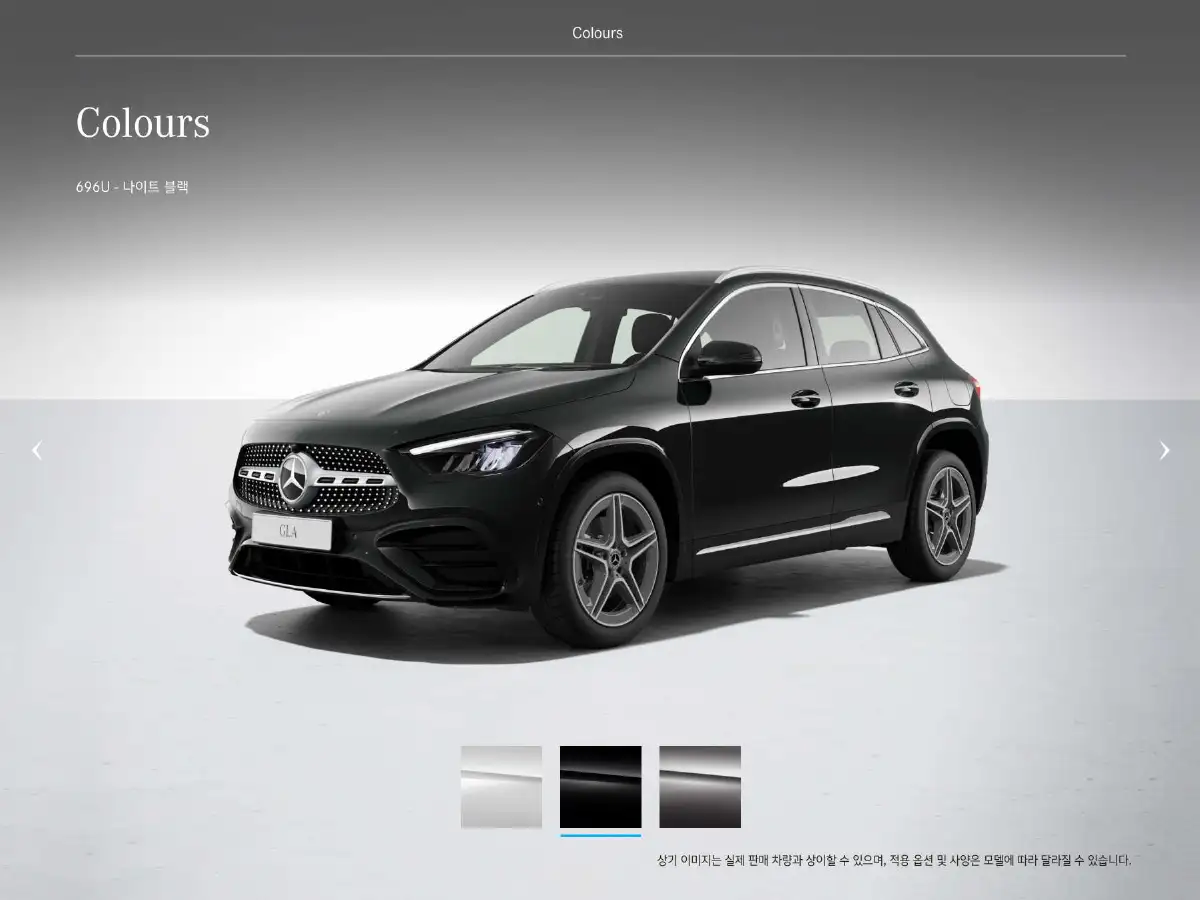 Colours
Colours
696U - 나이트 블랙
GLA
상기 이미지는 실제 판매 차량과 상이할 수 있으며, 적용 옵션 및 사양은 모델에 따라 달라질 수 있습니다.